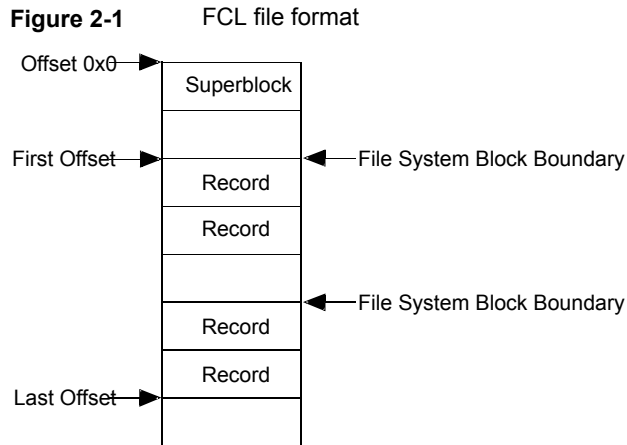 Figure 2-1 FCL file format
Offset 0x0
Superblock
First Offset
File System Block Boundary
Record
Record
File System Block Boundary
Record
Record
Last Offset